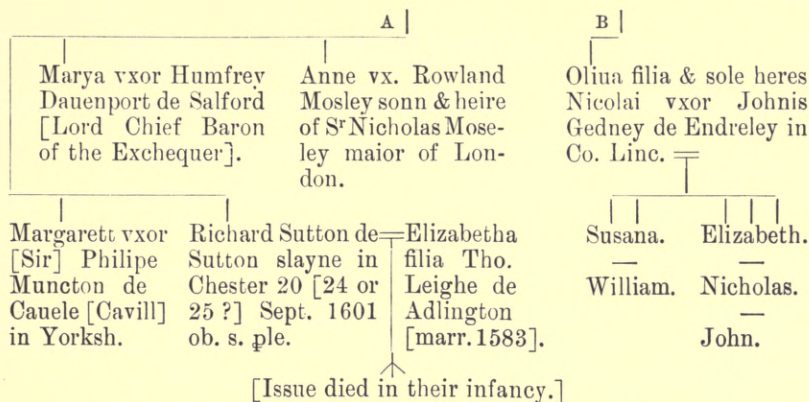 A
B
Marya vxor Humfrey
Dauenport de Salford
[Lord Chief Baron
of the Exchequer].
Anne vx. Rowland
Mosley sonn & heire
of Sr Nicholas Mose-
ley maior of Lon-
don.
Oliua filia & sole heres
Nicolai vxor Johnis
Gedney de Endreley in
Co. Linc. =
Margarett vxor
[Sir] Philipe
Muncton de
Cauele [Cavill]
in Yorksh.
Richard Sutton de=
Sutton slayne in
Chester 20 [24 or
25 ?] Sept. 1601
ob. s. ꝑle.
Elizabetha
filia Tho.
Leighe de
Adlington
[marr. 1583].
Susana.
—
William.
Elizabeth.
—
Nicholas.
—
John.
[Issue died in their infancy.]